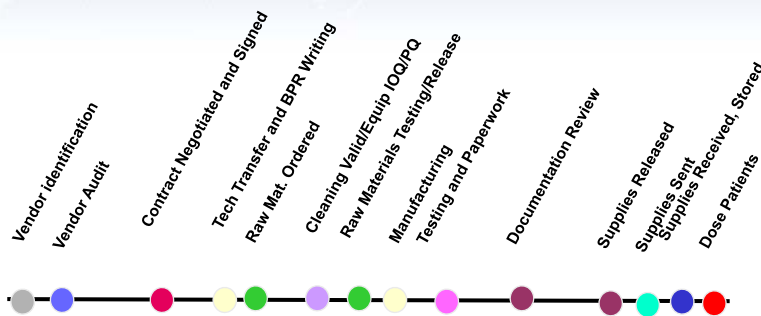 Vendor identification
Vendor Audit
Contract Negotiated and Signed
Tech Transfer and BPR Writing
Raw Mat. Ordered
Cleaning Valid/Equip IOQ/PQ
Raw Materials Testing/Release
Manufacturing
Testing and Paperwork
Documentation Review
Supplies Released
Supplies Sent
Supplies Received, Stored
Dose Patients